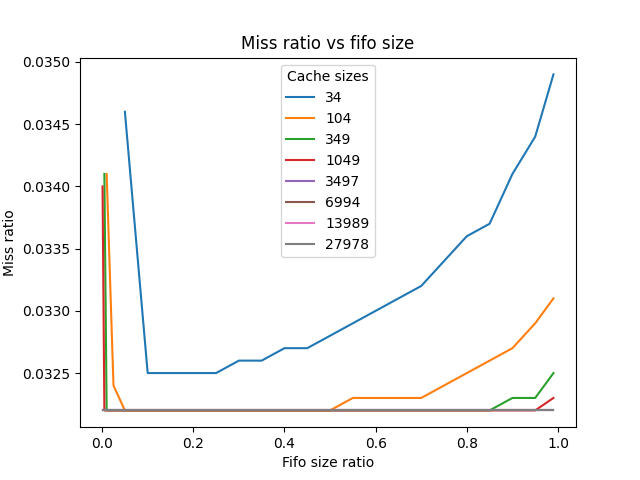 Miss ratio vs fifo size
Cache sizes
34
104
349
1049
3497
6994
13989
27978
0.0350
0.0345
0.0340
0.0335
0.0330
0.0325
Miss ratio
0.0 0.2 0.4 0.6 0.8 1.0
Fifo size ratio